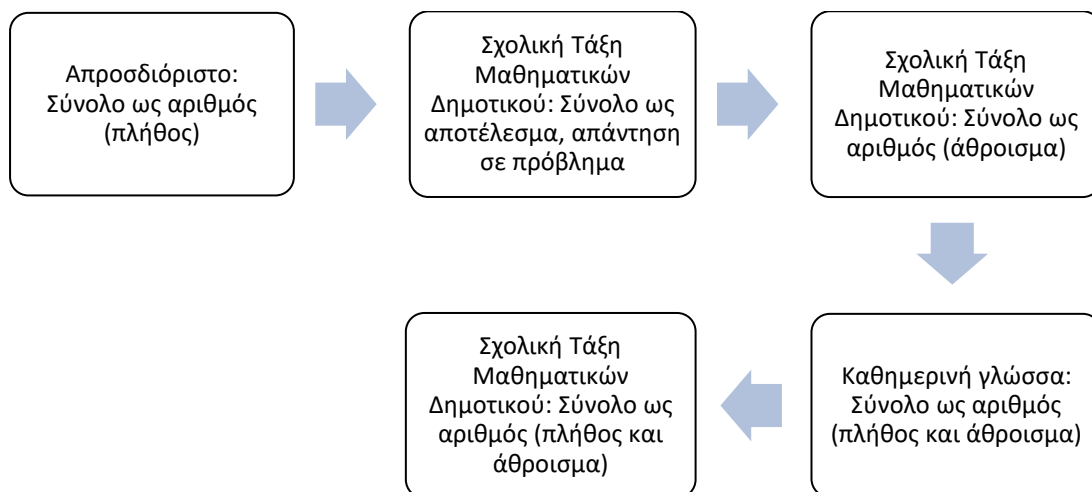 Απροσδιόριστο:
Σύνολο ως αριθμός
(πλήθος)
Σχολική Τάξη
Μαθηματικών
Δημοτικού: Σύνολο ως
αποτέλεσμα, απάντηση
σε πρόβλημα
Σχολική Τάξη
Μαθηματικών
Δημοτικού: Σύνολο ως
αριθμός (άθροισμα)
Καθημερινή γλώσσα:
Σύνολο ως αριθμός
(πλήθος και άθροισμα)
Σχολική Τάξη
Μαθηματικών
Δημοτικού: Σύνολο ως
αριθμός (πλήθος και
άθροισμα)